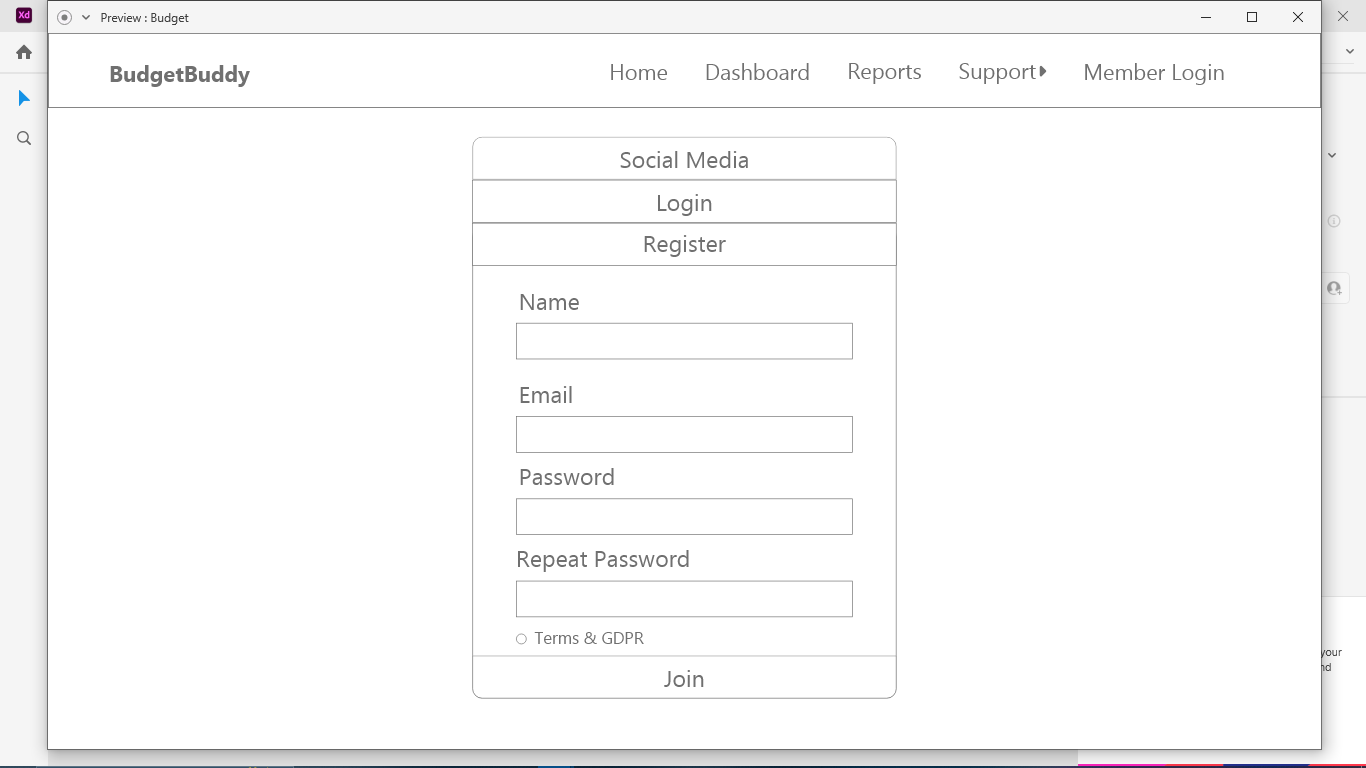 Xd
Preview : Budget
BudgetBuddy
Home
Dashboard
Reports
Support
Member Login
Social Media
Login
Register
Name
Email
Password
Repeat Password
Terms & GDPR
Join
your
nd